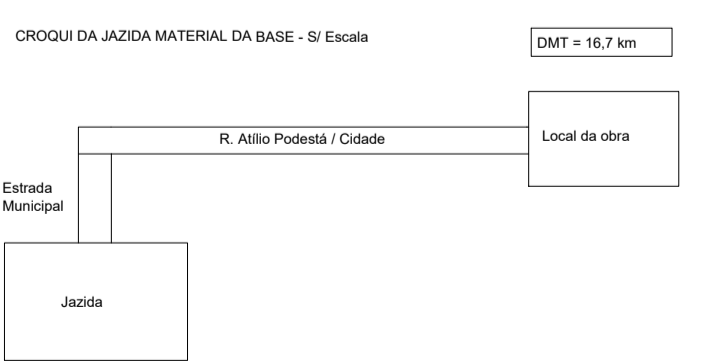 CROQUI DA JAZIDA MATERIAL DA BASE - S/ Escala
DMT = 16,7 km
R. Atílio Podestá / Cidade
Local da obra
Estrada
Municipal
Jazida